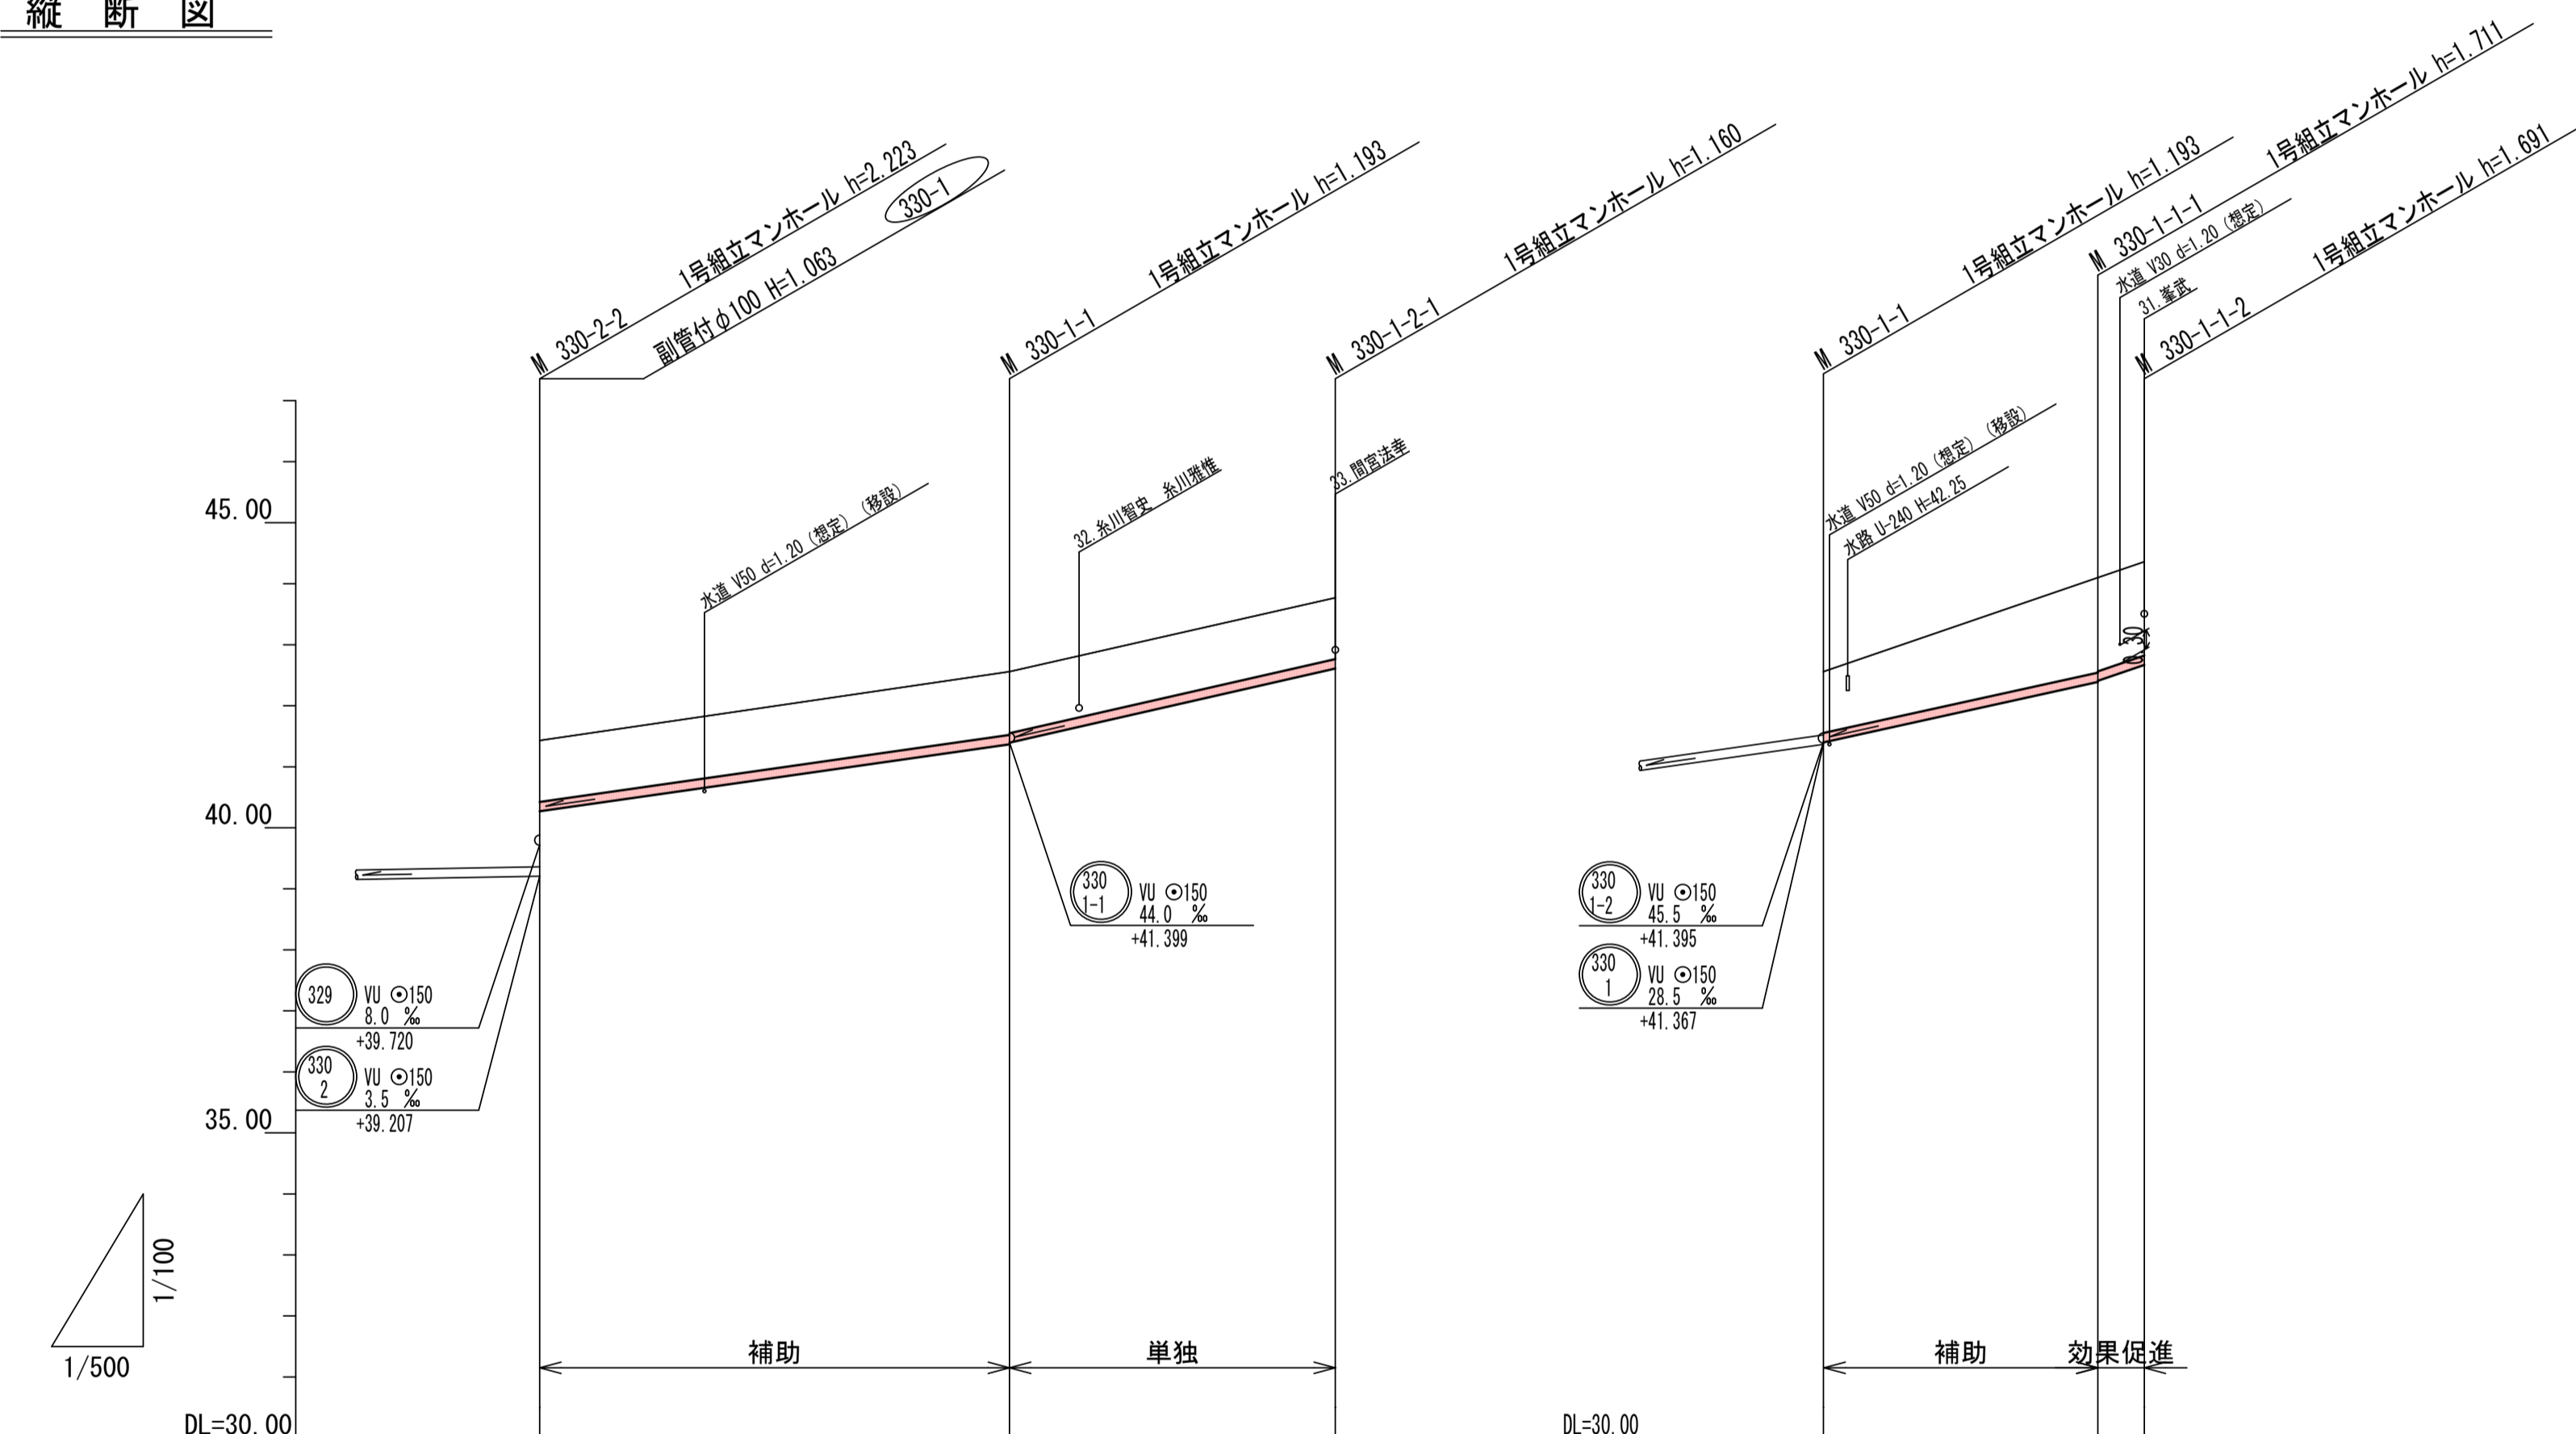 縦 断 図
M 330-2-2 1号組立マンホール h=2.223
副管付φ100 H=1.063 330-1
M 330-1-1 1号組立マンホール h=1.193
M 330-1-2-1 1号組立マンホール h=1.160
M 330-1-1 1号組立マンホール h=1.193
M 330-1-1-1 1号組立マンホール h=1.711
水道 V30 d=1.20 (想定)
31.峯武
M 330-1-1-2 1号組立マンホール h=1.691
水道 V50 d=1.20 (想定) (移設)
32.糸川智史 糸川雅惟
33.間宮法幸
水道 V50 d=1.20 (想定) (移設)
水路 U-240 H=42.25
45.00
40.00
35.00
330
1-1
VU ⊙150
44.0 ‰
+41.399
330
1-2
VU ⊙150
45.5 ‰
+41.395
330
1
VU ⊙150
28.5 ‰
+41.367
329
VU ⊙150
8.0 ‰
+39.720
330
2
VU ⊙150
3.5 ‰
+39.207
1/100
1/500
補助
単独
補助
効果促進
DL=30.00
DL=30.00